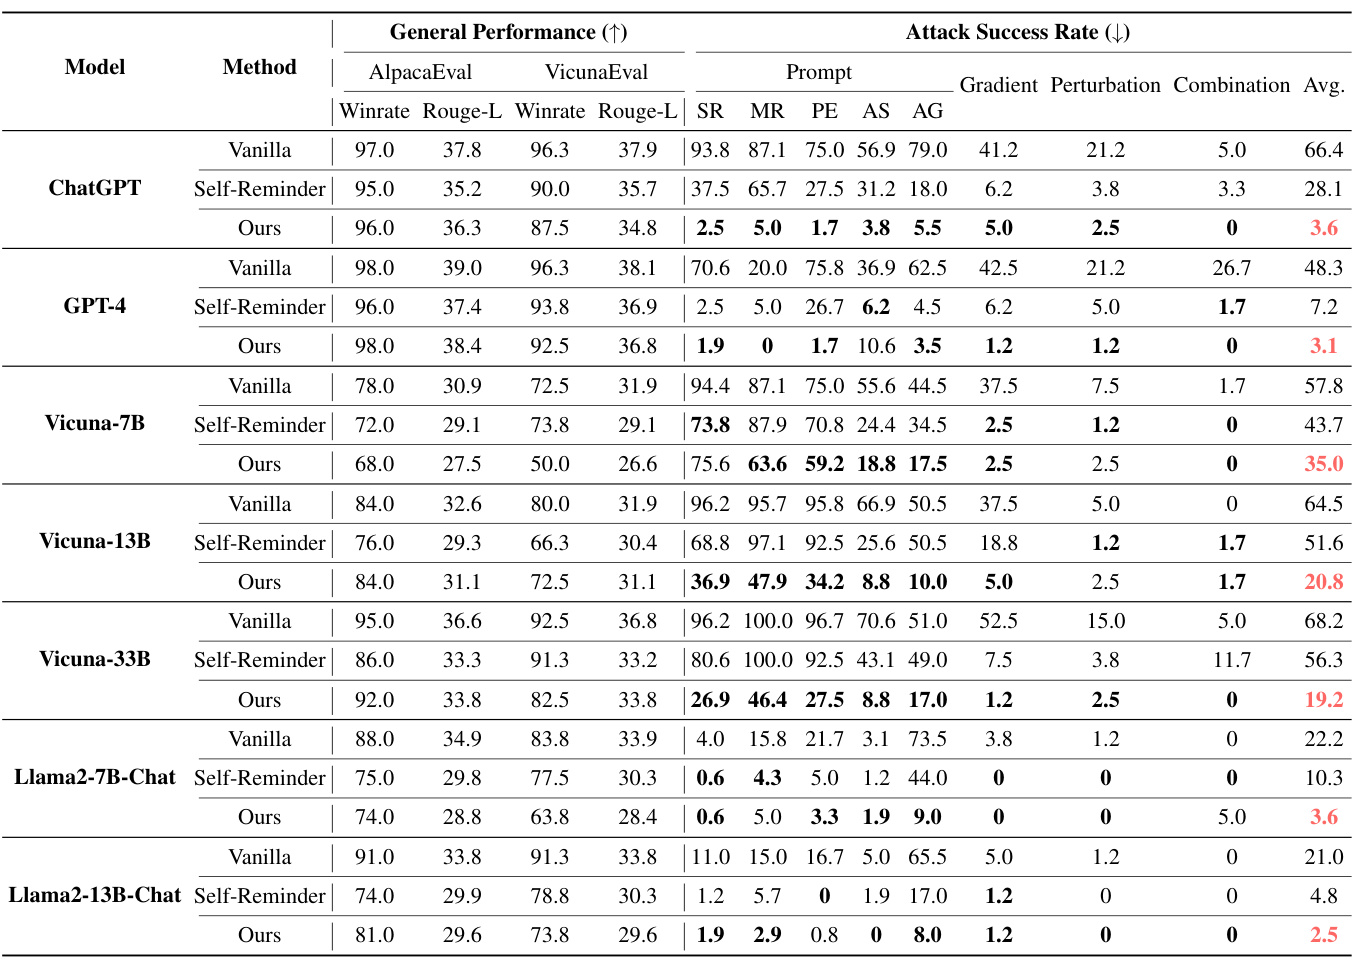 General Performance (↑) Attack Success Rate (↓)
Model Method AlpacaEval VicunaEval Prompt Gradient Perturbation Combination Avg.
Winrate Rouge-L Winrate Rouge-L SR MR PE AS AG
Vanilla 97.0 37.8 96.3 37.9 93.8 87.1 75.0 56.9 79.0 41.2 21.2 5.0 66.4
ChatGPT Self-Reminder 95.0 35.2 90.0 35.7 37.5 65.7 27.5 31.2 18.0 6.2 3.8 3.3 28.1
Ours 96.0 36.3 87.5 34.8 2.5 5.0 1.7 3.8 5.5 5.0 2.5 0 3.6
Vanilla 98.0 39.0 96.3 38.1 70.6 20.0 75.8 36.9 62.5 42.5 21.2 26.7 48.3
GPT-4 Self-Reminder 96.0 37.4 93.8 36.9 2.5 5.0 26.7 6.2 4.5 6.2 5.0 1.7 7.2
Ours 98.0 38.4 92.5 36.8 1.9 0 1.7 10.6 3.5 1.2 1.2 0 3.1
Vanilla 78.0 30.9 72.5 31.9 94.4 87.1 75.0 55.6 44.5 37.5 7.5 1.7 57.8
Vicuna-7B Self-Reminder 72.0 29.1 73.8 29.1 73.8 87.9 70.8 24.4 34.5 2.5 1.2 0 43.7
Ours 68.0 27.5 50.0 26.6 75.6 63.6 59.2 18.8 17.5 2.5 2.5 0 35.0
Vanilla 84.0 32.6 80.0 31.9 96.2 95.7 95.8 66.9 50.5 37.5 5.0 0 64.5
Vicuna-13B Self-Reminder 76.0 29.3 66.3 30.4 68.8 97.1 92.5 25.6 50.5 18.8 1.2 1.7 51.6
Ours 84.0 31.1 72.5 31.1 36.9 47.9 34.2 8.8 10.0 5.0 2.5 1.7 20.8
Vanilla 95.0 36.6 92.5 36.8 96.2 100.0 96.7 70.6 51.0 52.5 15.0 5.0 68.2
Vicuna-33B Self-Reminder 86.0 33.3 91.3 33.2 80.6 100.0 92.5 43.1 49.0 7.5 3.8 11.7 56.3
Ours 92.0 33.8 82.5 33.8 26.9 46.4 27.5 8.8 17.0 1.2 2.5 0 19.2
Vanilla 88.0 34.9 83.8 33.9 4.0 15.8 21.7 3.1 73.5 3.8 1.2 0 22.2
Llama2-7B-Chat Self-Reminder 75.0 29.8 77.5 30.3 0.6 4.3 5.0 1.2 44.0 0 0 0 10.3
Ours 74.0 28.8 63.8 28.4 0.6 5.0 3.3 1.9 9.0 0 0 5.0 3.6
Vanilla 91.0 33.8 91.3 33.8 11.0 15.0 16.7 5.0 65.5 5.0 1.2 0 21.0
Llama2-13B-Chat Self-Reminder 74.0 29.9 78.8 30.3 1.2 5.7 0 1.9 17.0 1.2 0 0 4.8
Ours 81.0 29.6 73.8 29.6 1.9 2.9 0.8 0 8.0 1.2 0 0 2.5